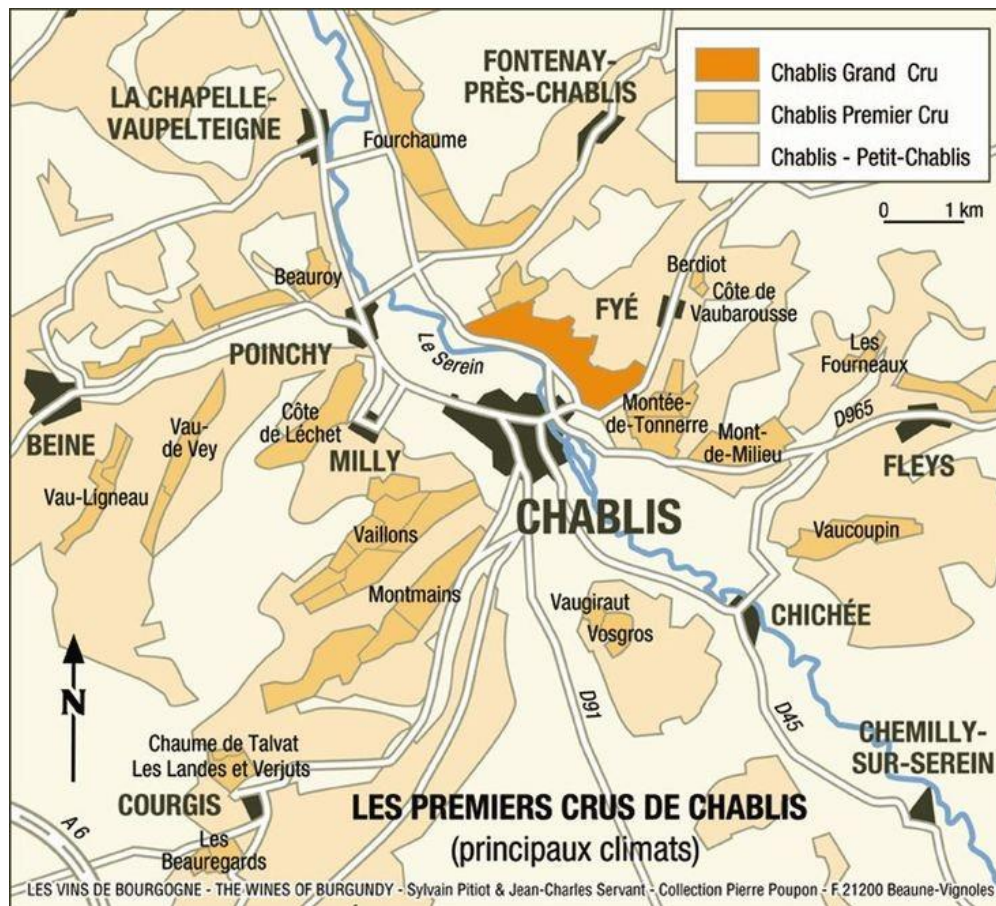 FONTENAY-
PRÈS-CHABLIS
Chablis Grand Cru
Chablis Premier Cru
Chablis - Petit-Chablis
LA CHAPELLE-
VAUPELTEIGNE
Fourchaume
0 1 km
Beauroy
Berdiot
Côte de
Vaubarousse
FYÉ
POINCHY
Le Serein
Les
Fourneaux
BEINE
Vau-
de Vey
Côte
de Léchet
MILLY
Montée-
de-Tonnerre
Mont-
de-Milieu
D965
FLEYS
Vau-Ligneau
CHABLIS
Vaillons
Vaucoupin
Montmains
Vaugiraut
Vosgros
CHICHÉE
N
D91
D45
CHEMILLY-
SUR-SEREIN
Chaume de Talvat
Les Landes et Verjuts
COURGIS
A 6
Les
Beauregards
LES PREMIERS CRUS DE CHABLIS
(principaux climats)
LES VINS DE BOURGOGNE - THE WINES OF BURGUNDY - Sylvain Pitiot & Jean-Charles Servant - Collection Pierre Poupon - F 21200 Beaune-Vignoles